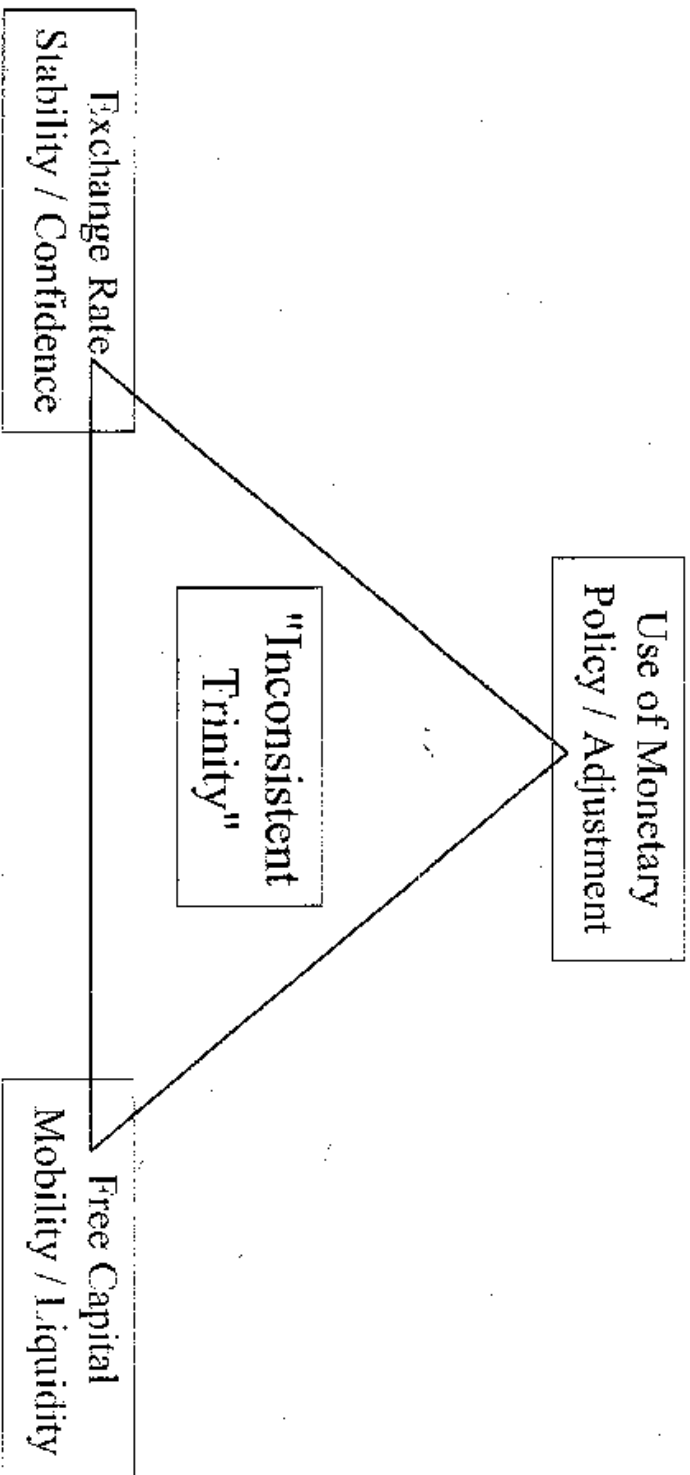 Use of Monetary
Policy / Adjustment
"Inconsistent
Trinity"
Exchange Rate
Stability / Confidence
Free Capital
Mobility / Liquidity